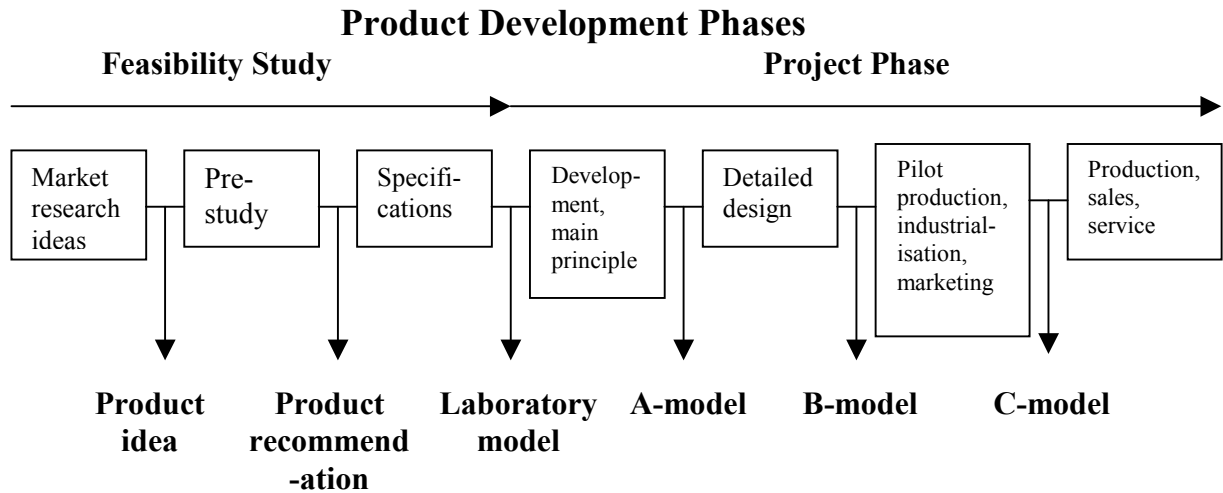 Product Development Phases
Feasibility Study
Project Phase
Market
research
ideas
Pre-
study
Specifi-
cations
Develop-
ment,
main
principle
Detailed
design
Pilot
production,
industrial-
isation,
marketing
Production,
sales,
service
Product
idea
Product
recommend
-ation
Laboratory
model
A-model
B-model
C-model